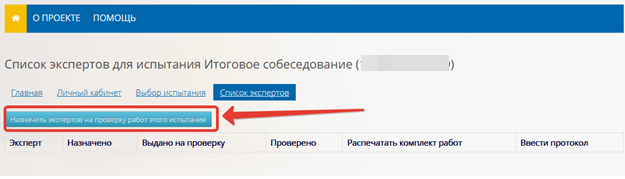 О ПРОЕКТЕ ПОМОЩЬ
Список экспертов для испытания Итоговое собеседование ( )
Главная Личный кабинет Выбор испытания Список экспертов
Назначить экспертов на проверку работ этого испытания
Эксперт Назначено Выдано на проверку Проверено Распечатать комплект работ Ввести протокол